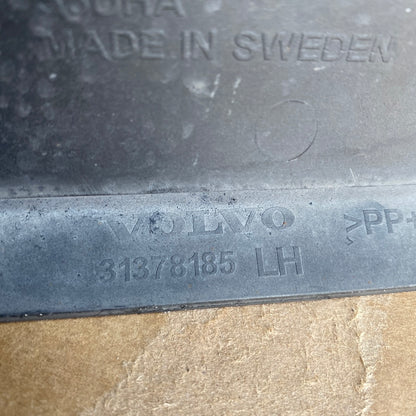 MADE IN SWEDEN
VOLVO
31378185 LH
>PP+